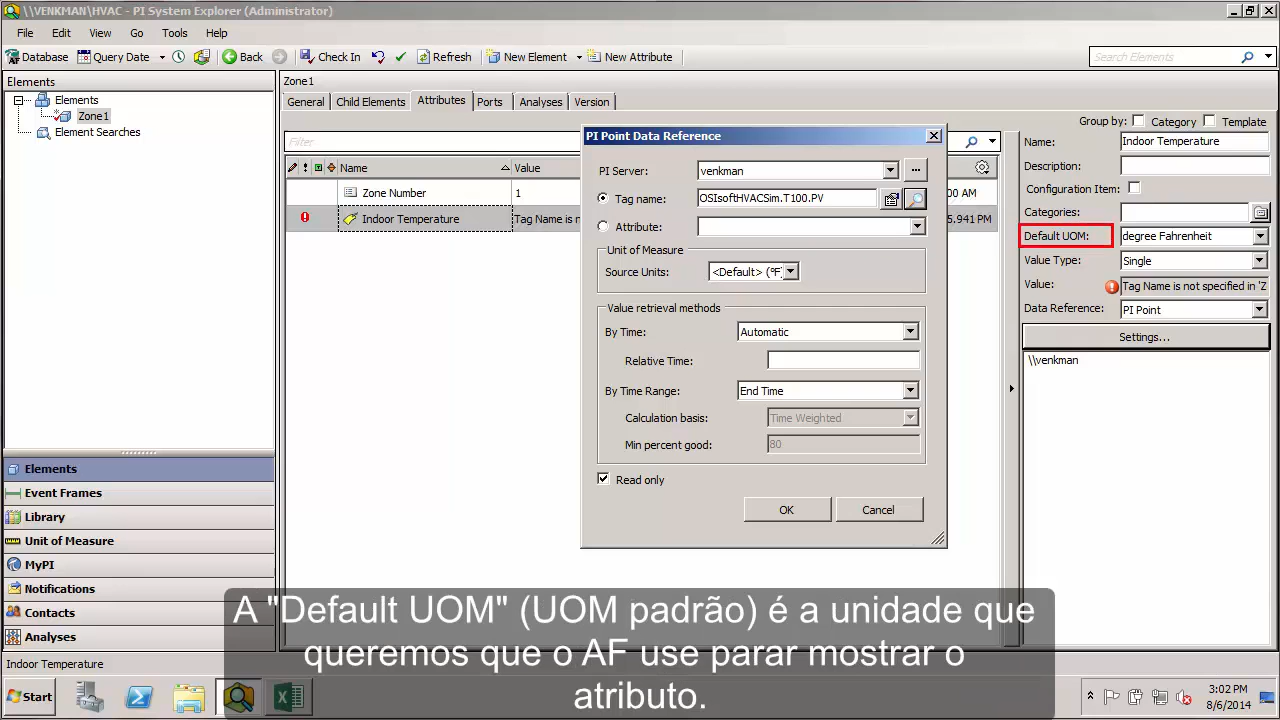 \\VENKMAN\HVAC - PI System Explorer (Administrator)
File Edit View Go Tools Help
Database Query Date Back Check In Refresh New Element New Attribute Search Elements
Elements
Elements
Zone1
Element Searches
Zone1
General Child Elements Attributes Ports Analyses Version
Group by: Category Template
Filter
Name Value
Zone Number 1 00 AM
Indoor Temperature Tag Name is n 5.941 PM
PI Point Data Reference
PI Server: venkman ...
Tag name: OSIsoftHVACSim.T100.PV
Attribute:
Unit of Measure
Source Units: <Default> (°F)
Value retrieval methods
By Time: Automatic
Relative Time:
By Time Range: End Time
Calculation basis: Time Weighted
Min percent good: 80
Read only
OK Cancel
Name: Indoor Temperature
Description:
Configuration Item:
Categories:
Default UOM: degree Fahrenheit
Value Type: Single
Value: Tag Name is not specified in 'Z
Data Reference: PI Point
Settings...
\\venkman
Elements
Event Frames
Library
Unit of Measure
MyPI
Notifications
Contacts
Analyses
Indoor Temperature
A "Default UOM" (UOM padrão) é a unidade que
queremos que o AF use parar mostrar o
atributo.
Start
3:02 PM
8/6/2014